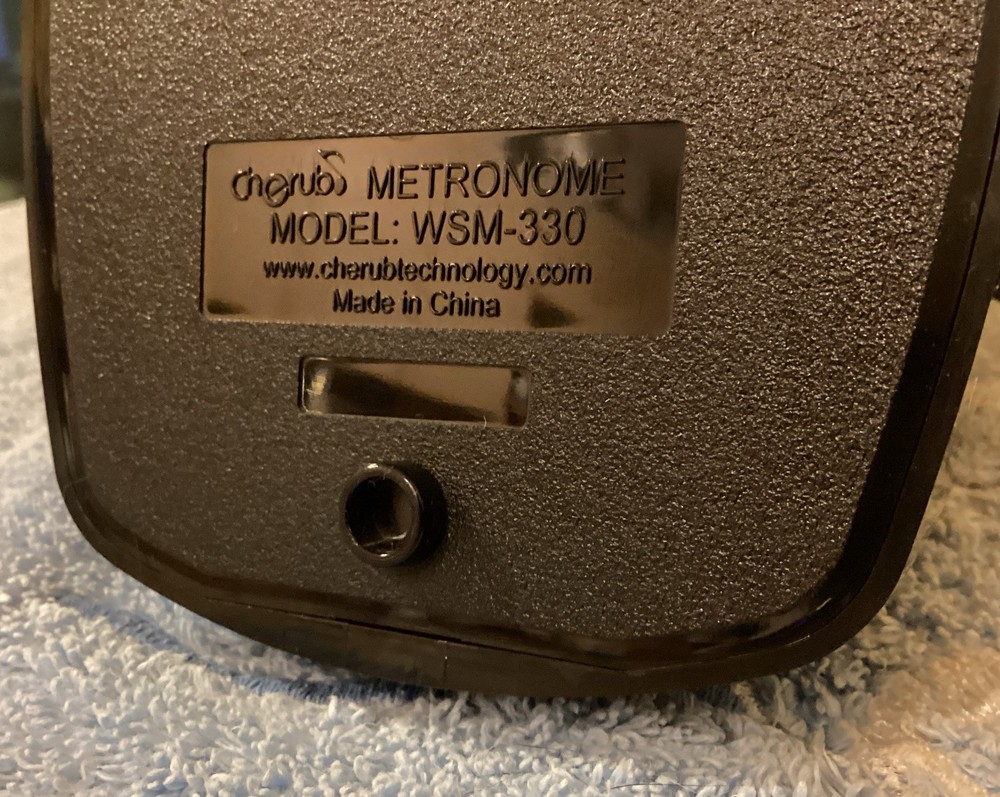 cherub METRONOME
MODEL: WSM-330
www.cherubtechnology.com
Made in China